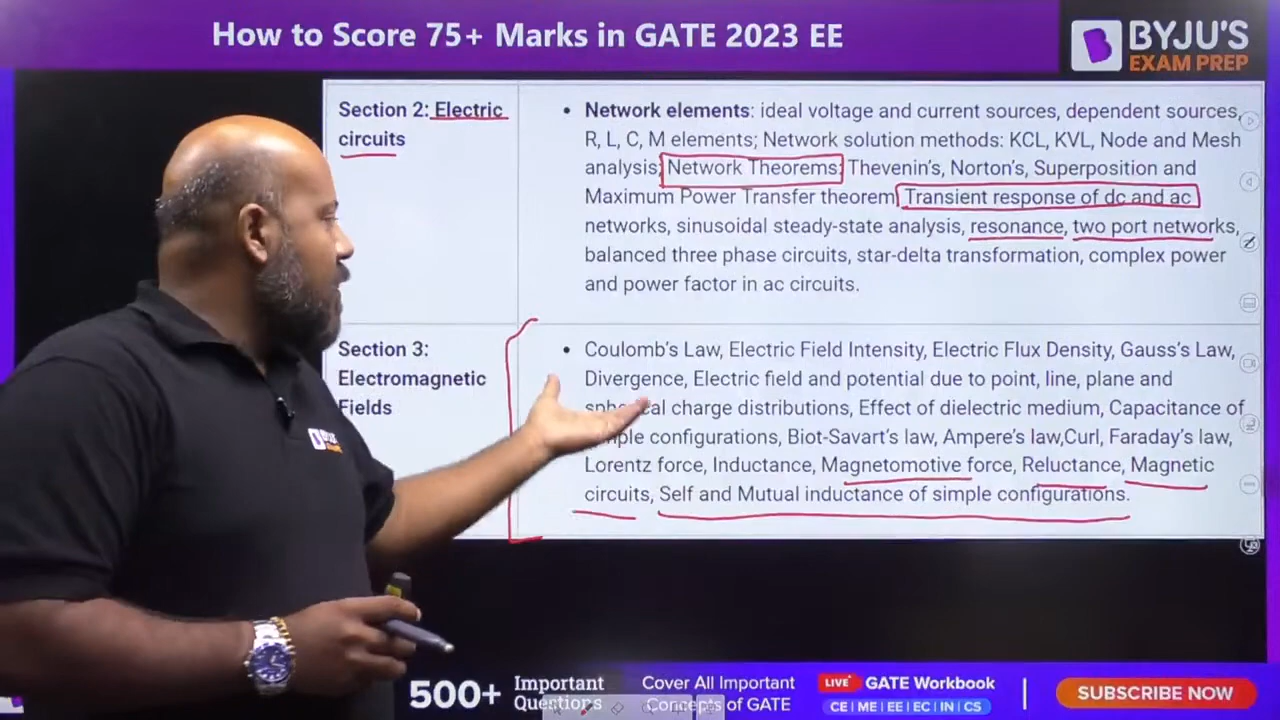 How to Score 75+ Marks in GATE 2023 EE
BYJU'S
EXAM PREP
Section 2: Electric
circuits
• Network elements: ideal voltage and current sources, dependent sources,
R, L, C, M elements; Network solution methods: KCL, KVL, Node and Mesh
analysis; Network Theorems: Thevenin's, Norton's, Superposition and
Maximum Power Transfer theorem Transient response of dc and ac
networks, sinusoidal steady-state analysis, resonance, two port networks,
balanced three phase circuits, star-delta transformation, complex power
and power factor in ac circuits.
Section 3:
Electromagnetic
Fields
• Coulomb's Law, Electric Field Intensity, Electric Flux Density, Gauss's Law,
Divergence, Electric field and potential due to point, line, plane and
charge distributions, Effect of dielectric medium, Capacitance of
configurations, Biot-Savart's law, Ampere's law,Curl, Faraday's law,
Lorentz force, Inductance, Magnetomotive force, Reluctance, Magnetic
circuits, Self and Mutual inductance of simple configurations.
BYJU'S
500+ Important
Questions
Cover All Important
Concepts of GATE
LIVE GATE Workbook
CE | ME | EE | EC | IN | CS
SUBSCRIBE NOW